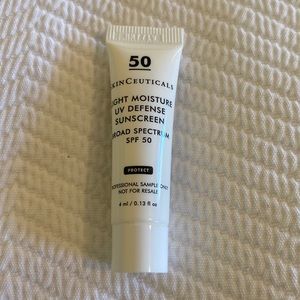 50
SKINCEUTICALS
LIGHT MOISTURE
UV DEFENSE
SUNSCREEN
BROAD SPECTRUM
SPF 50
PROTECT
PROFESSIONAL SAMPLE ONLY
NOT FOR RESALE
4 ml / 0.13 fl oz